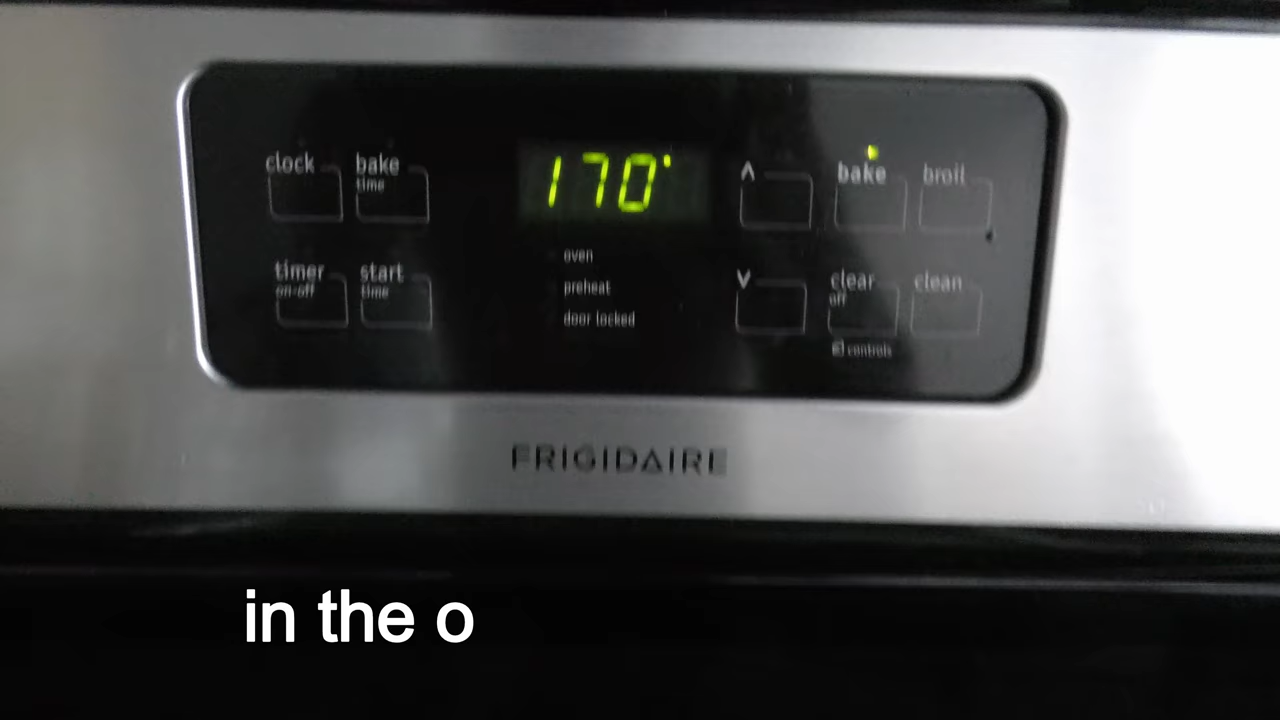 clock bake time
170°
^ bake broil
oven
preheat
door locked
timer on-off start time
v clear off clean
controls
FRIGIDAIRE
in the o